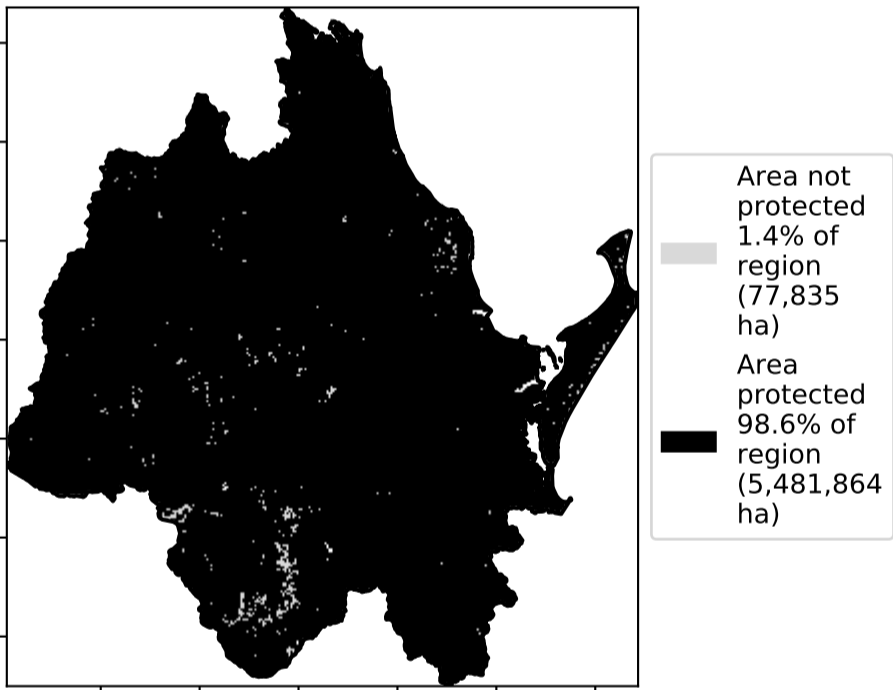 Area not
protected
1.4% of
region
(77,835
ha)
Area
protected
98.6% of
region
(5,481,864
ha)